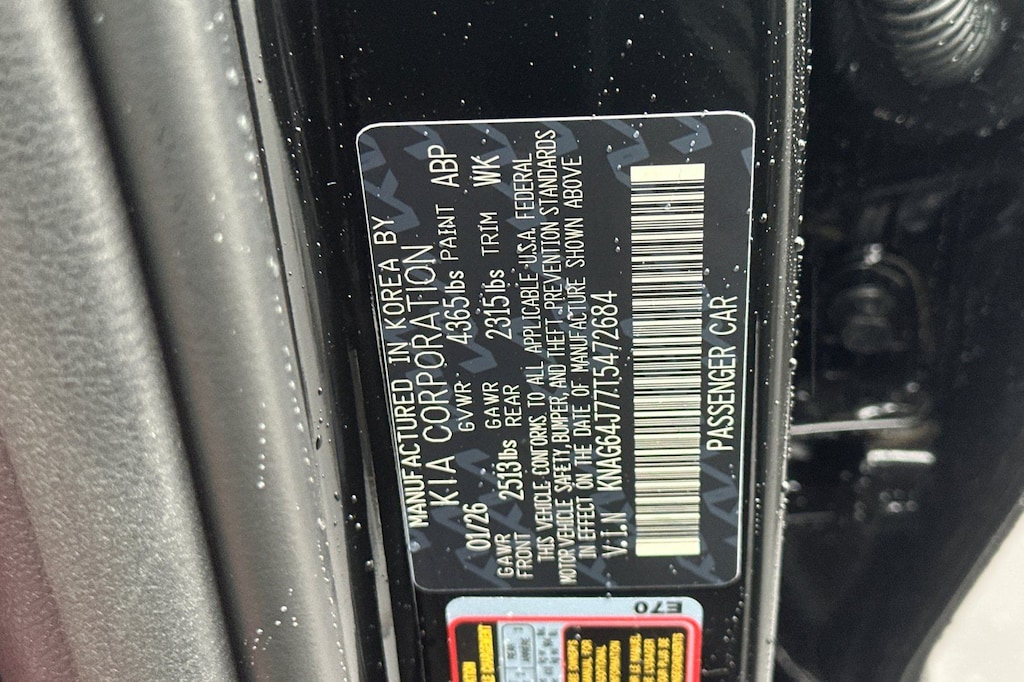 MANUFACTURED IN KOREA BY
KIA CORPORATION
01/26 GVWR 4365lbs PAINT ABP
GAWR FRONT 2513lbs GAWR REAR 2315lbs TRIM WK
THIS VEHICLE CONFORMS TO ALL APPLICABLE U.S.A. FEDERAL
MOTOR VEHICLE SAFETY, BUMPER, AND THEFT PREVENTION STANDARDS
IN EFFECT ON THE DATE OF MANUFACTURE SHOWN ABOVE
V.I.N KNAG64J77T5472684
PASSENGER CAR
E70